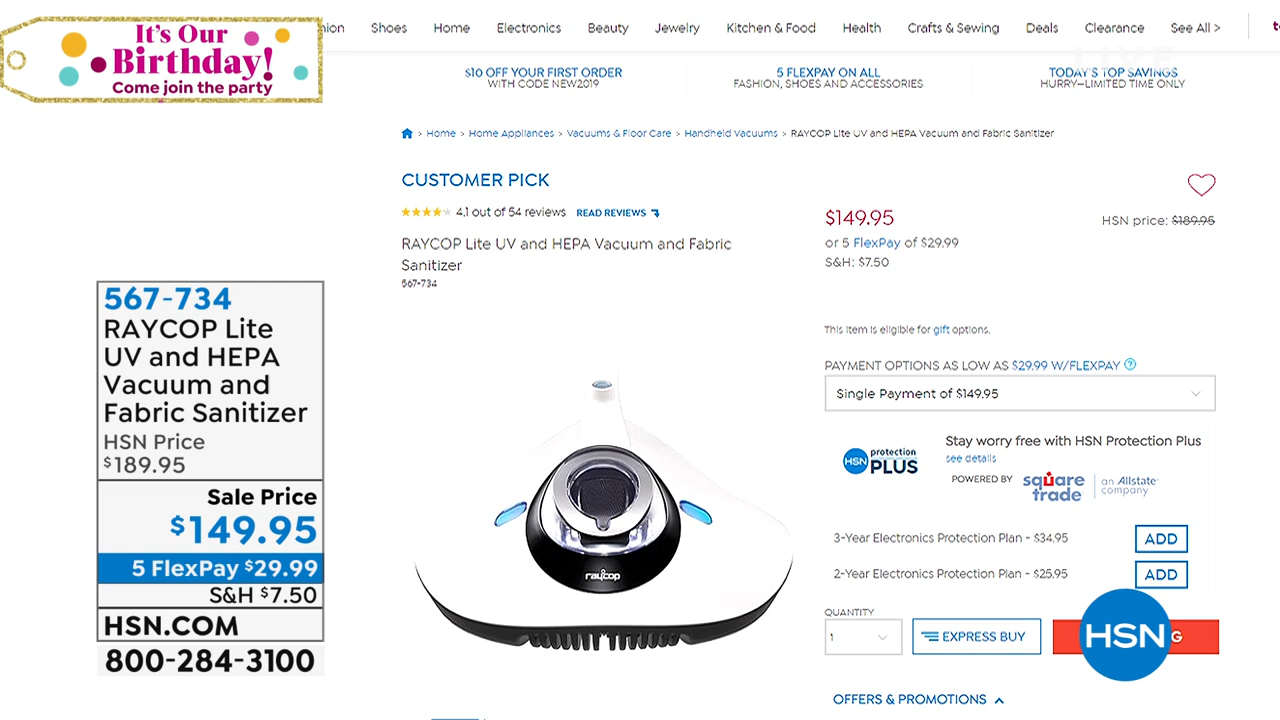 It's Our
Birthday!
Come join the party
Shoes
Home
Electronics
Beauty
Jewelry
Kitchen & Food
Health
Crafts & Sewing
Deals
Clearance
See All >
LIVE
$10 OFF YOUR FIRST ORDER
WITH CODE NEW2019
5 FLEXPAY ON ALL
FASHION, SHOES AND ACCESSORIES
TODAY'S TOP SAVINGS
HURRY—LIMITED TIME ONLY
> Home > Home Appliances > Vacuums & Floor Care > Handheld Vacuums > RAYCOP Lite UV and HEPA Vacuum and Fabric Sanitizer
CUSTOMER PICK
4.1 out of 54 reviews READ REVIEWS
RAYCOP Lite UV and HEPA Vacuum and Fabric
Sanitizer
567-734
raycop
$149.95
HSN price: $189.95
or 5 FlexPay of $29.99
S&H: $7.50
This item is eligible for gift options.
PAYMENT OPTIONS AS LOW AS $29.99 W/FLEXPAY ?
Single Payment of $149.95
HSN protection PLUS
Stay worry free with HSN Protection Plus
see details
POWERED BY square trade | an Allstate company
3-Year Electronics Protection Plan - $34.95 ADD
2-Year Electronics Protection Plan - $25.95 ADD
QUANTITY
1
EXPRESS BUY
HSN
OFFERS & PROMOTIONS
567-734
RAYCOP Lite
UV and HEPA
Vacuum and
Fabric Sanitizer
HSN Price
$189.95
Sale Price
$149.95
5 FlexPay $29.99
S&H $7.50
HSN.COM
800-284-3100